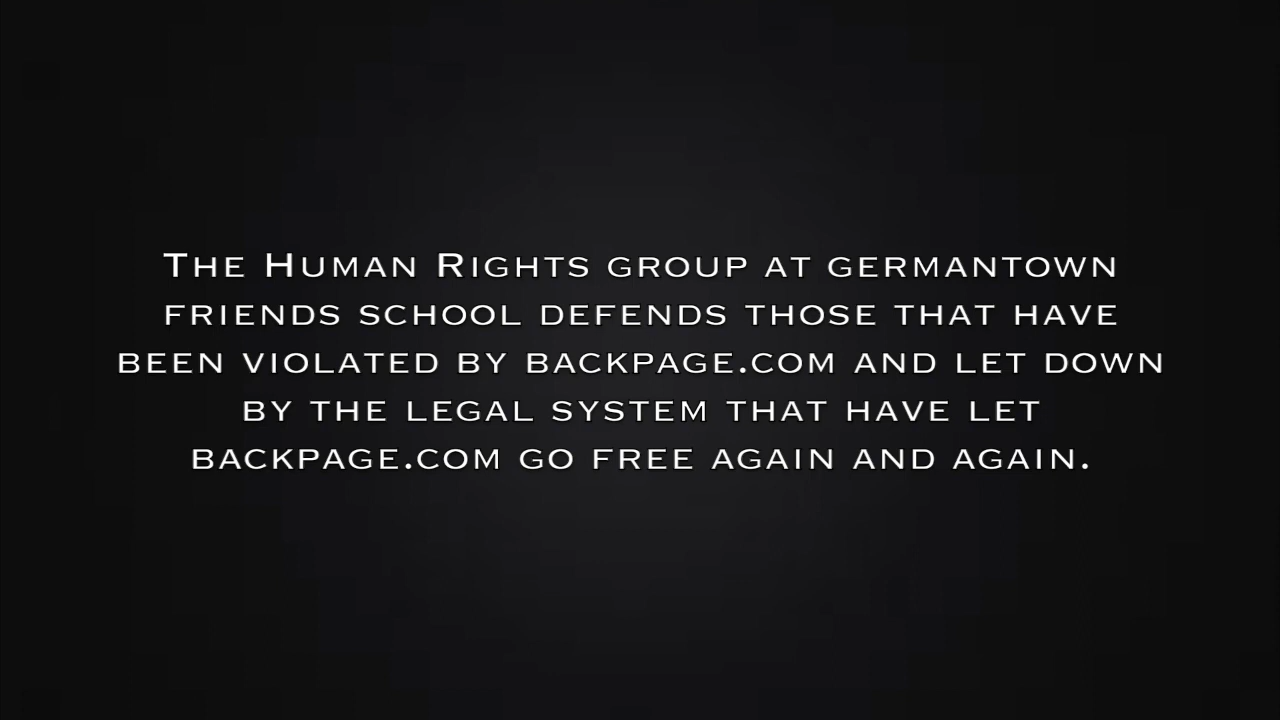 The Human Rights group at germantown
friends school defends those that have
been violated by backpage.com and let down
by the legal system that have let
backpage.com go free again and again.